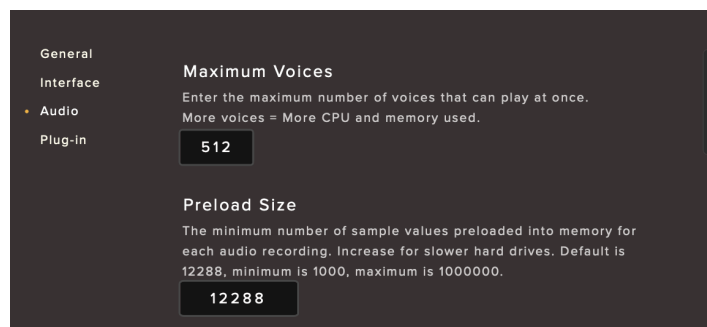 General
Interface
Audio
Plug-in
Maximum Voices
Enter the maximum number of voices that can play at once.
More voices = More CPU and memory used.
512
Preload Size
The minimum number of sample values preloaded into memory for
each audio recording. Increase for slower hard drives. Default is
12288, minimum is 1000, maximum is 1000000.
12288